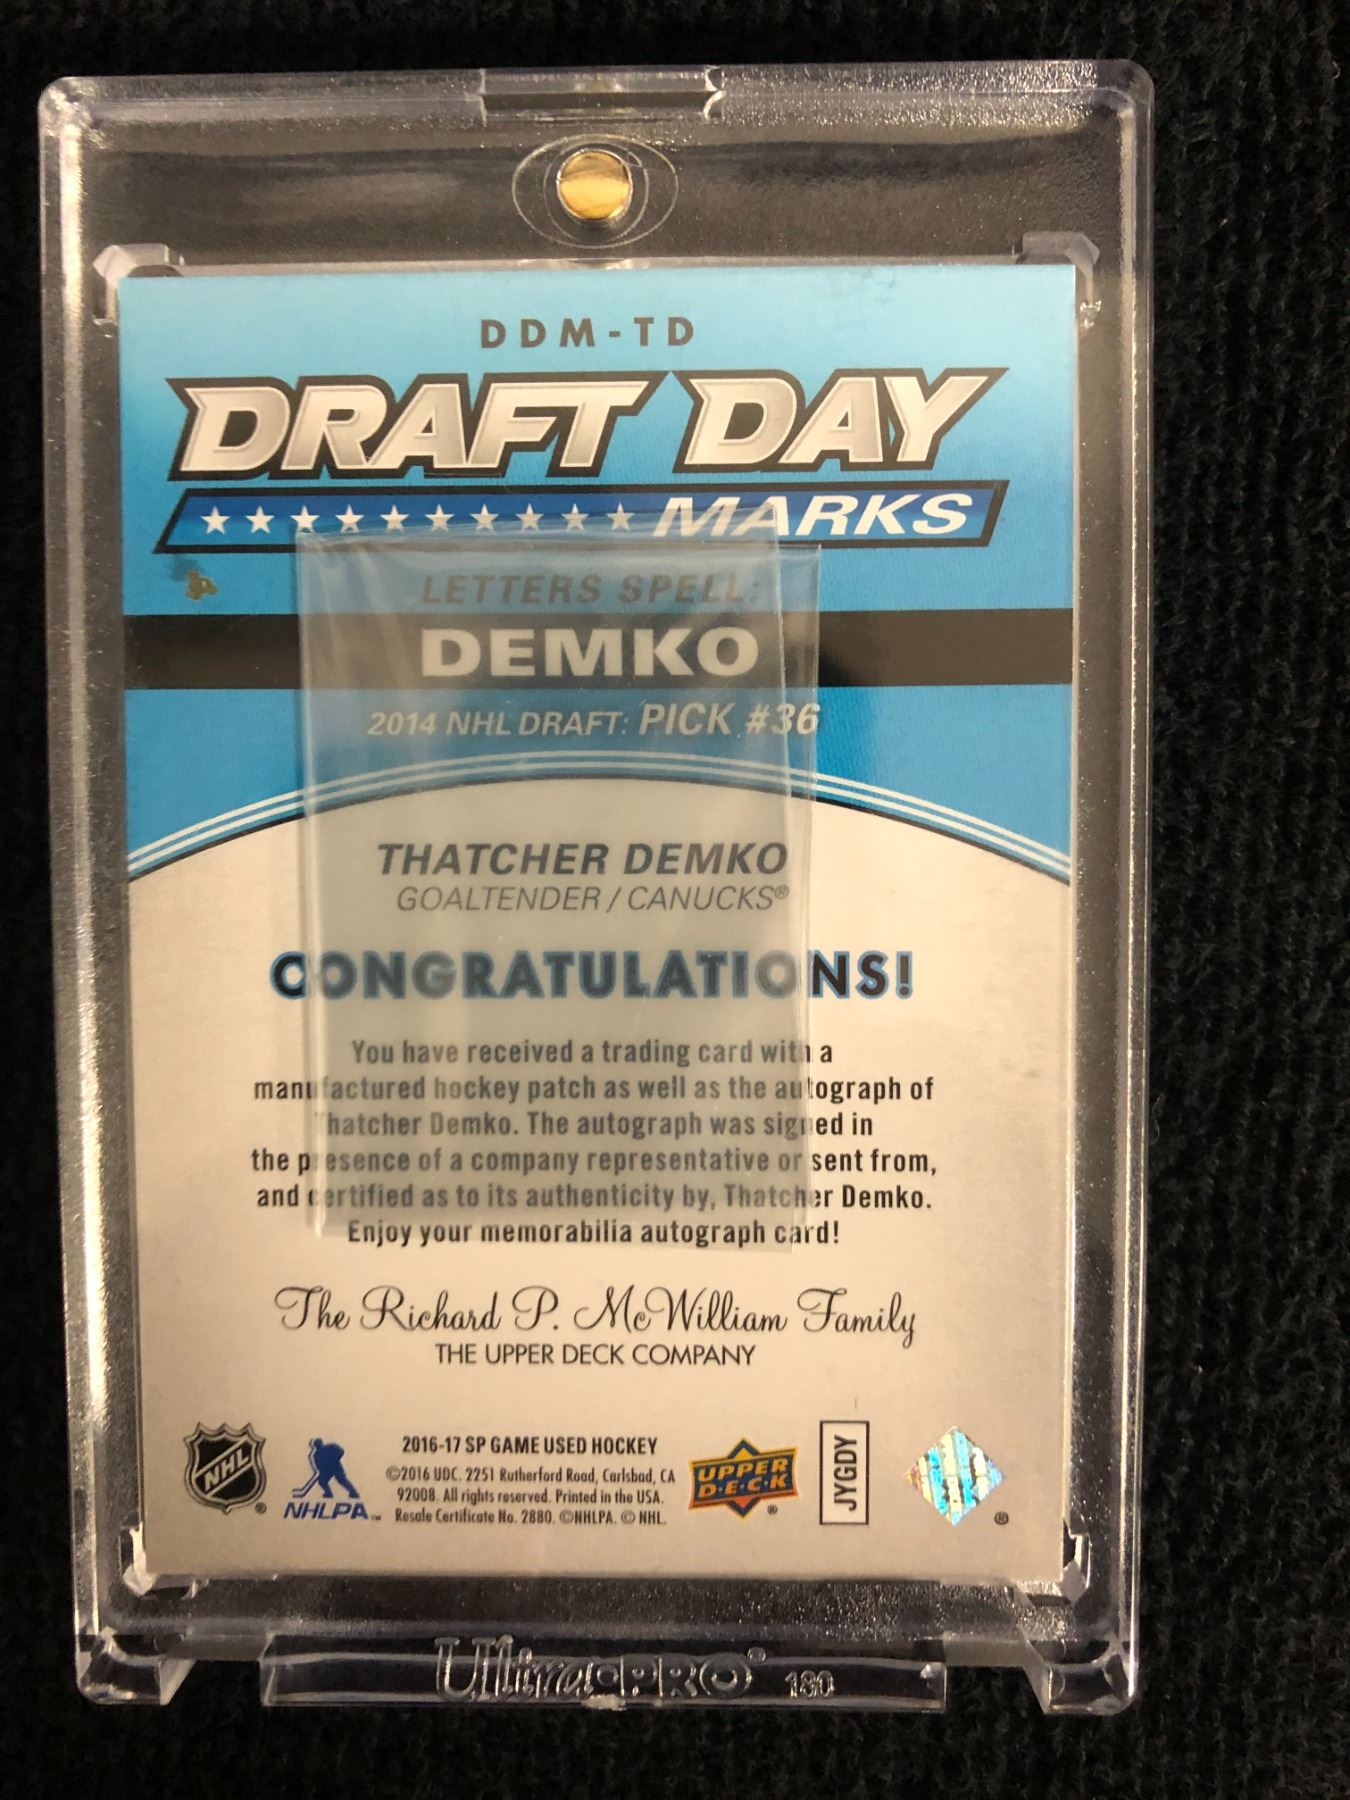 DDM-TD
DRAFT DAY
MARKS
LETTERS SPELL:
DEMKO
2014 NHL DRAFT: PICK #36
THATCHER DEMKO
GOALTENDER / CANUCKS®
CONGRATULATIONS!
You have received a trading card with a
manufactured hockey patch as well as the autograph of
Thatcher Demko. The autograph was signed in
the presence of a company representative or sent from,
and certified as to its authenticity by, Thatcher Demko.
Enjoy your memorabilia autograph card!
The Richard P. McWilliam Family
THE UPPER DECK COMPANY
NHL ®
NHLPA™
2016-17 SP GAME USED HOCKEY
©2016 UDC. 2251 Rutherford Road, Carlsbad, CA
92008. All rights reserved. Printed in the USA.
Resale Certificate No. 2880. ©NHLPA. © NHL.
UPPER
D·E·C·K ®
JYGDY
®
Ultra·PRO® 180